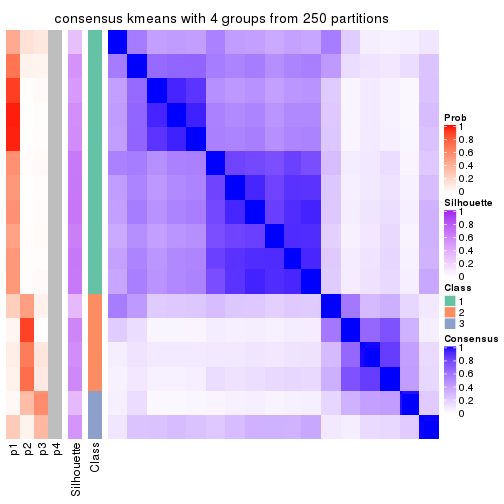 consensus kmeans with 4 groups from 250 partitions
Prob
1
0.8
0.6
0.4
0.2
0
Silhouette
1
0.8
0.6
0.4
0.2
0
Class
1
2
3
Consensus
1
0.8
0.6
0.4
0.2
0
p1
p2
p3
p4
Silhouette
Class